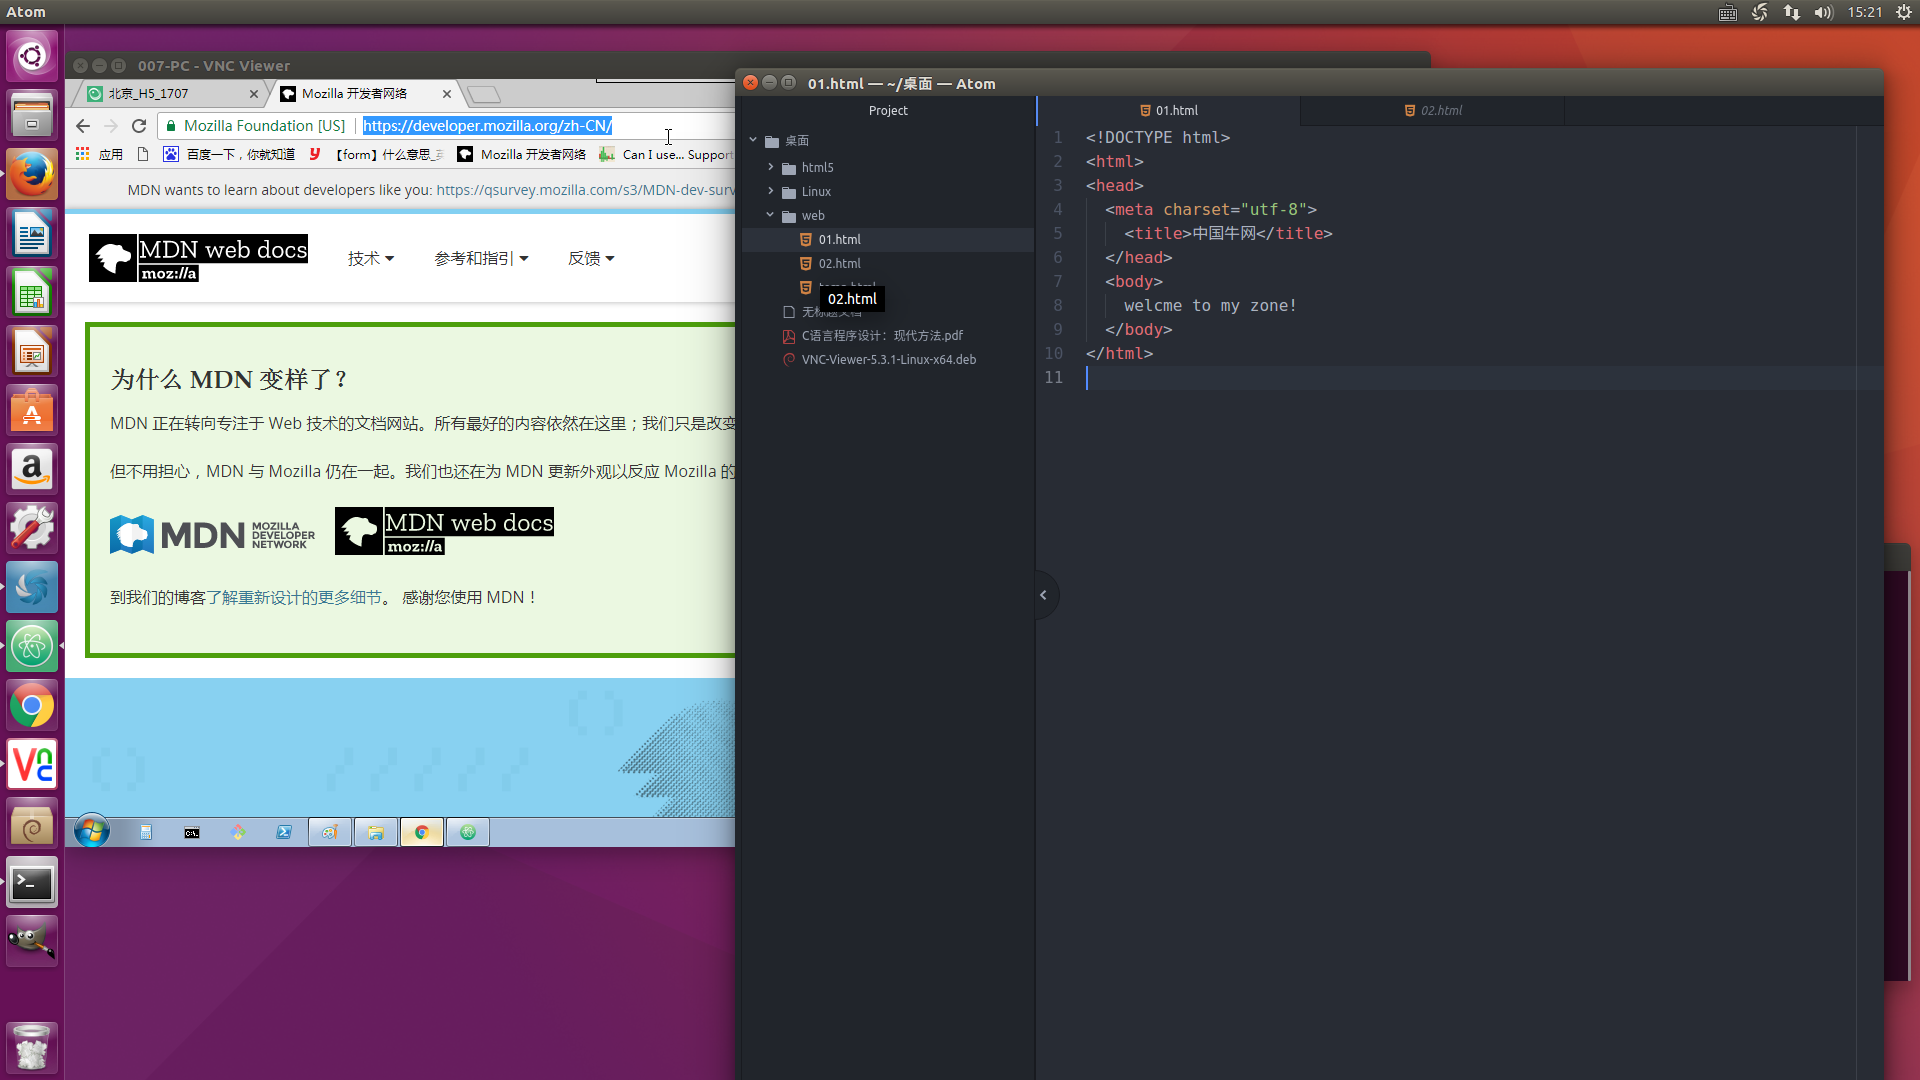 Atom
15:21
007-PC - VNC Viewer
北京_H5_1707
Mozilla 开发者网络
Mozilla Foundation [US]
https://developer.mozilla.org/zh-CN/
应用
百度一下，你就知道
【form】什么意思_
Mozilla 开发者网络
Can I use... Support
MDN wants to learn about developers like you: https://qsurvey.mozilla.com/s3/MDN-dev-surv
MDN web docs
moz://a
技术
参考和指引
反馈
为什么 MDN 变样了？
MDN 正在转向专注于 Web 技术的文档网站。所有最好的内容依然在这里；我们只是改变
但不用担心，MDN 与 Mozilla 仍在一起。我们也还在为 MDN 更新外观以反应 Mozilla 的
MDN MOZILLA DEVELOPER NETWORK
MDN web docs
moz://a
到我们的博客了解重新设计的更多细节。 感谢您使用 MDN！
01.html — ~/桌面 — Atom
Project
桌面
html5
Linux
web
01.html
02.html
02.html
C语言程序设计：现代方法.pdf
VNC-Viewer-5.3.1-Linux-x64.deb
01.html
02.html
1 <!DOCTYPE html>
2 <html>
3 <head>
4 <meta charset="utf-8">
5 <title>中国牛网</title>
6 </head>
7 <body>
8 welcme to my zone!
9 </body>
10 </html>
11